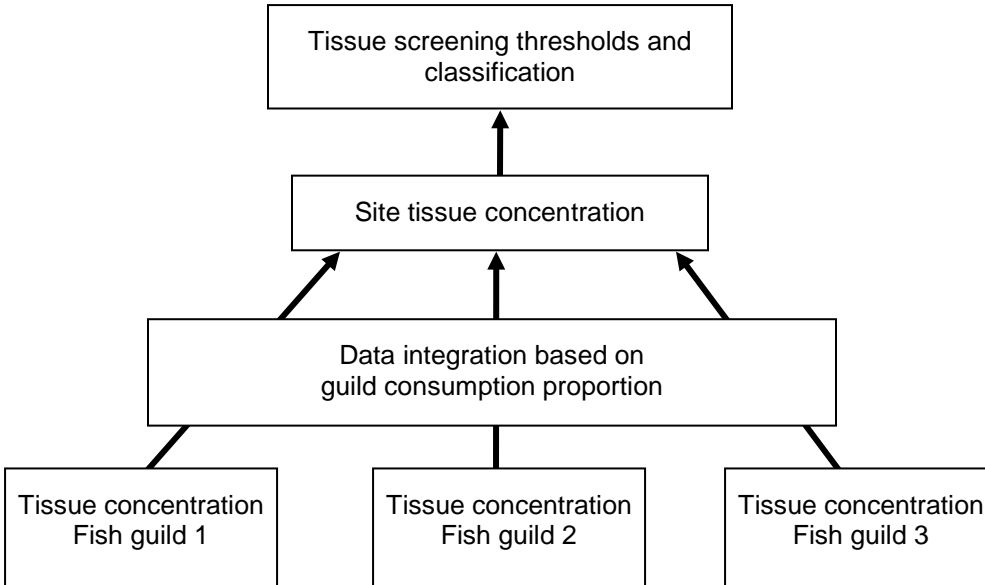 Tissue screening thresholds and
classification
Site tissue concentration
Data integration based on
guild consumption proportion
Tissue concentration
Fish guild 1
Tissue concentration
Fish guild 2
Tissue concentration
Fish guild 3